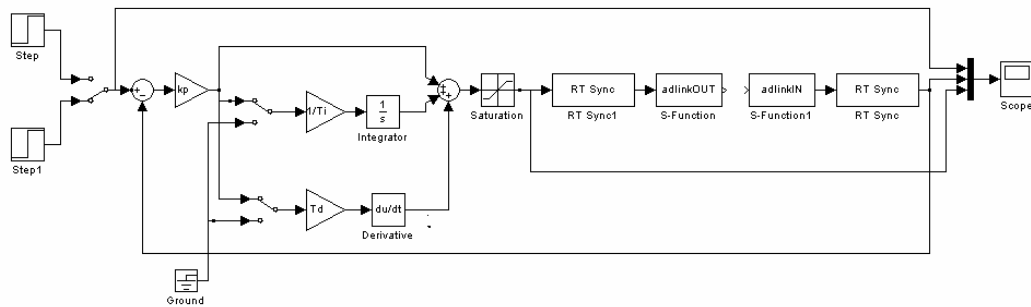 Step
Step1
kp
1/Ti
1
s
Integrator
Td
du/dt
Derivative
Ground
Saturation
RT Sync
RT Sync1
adlinkOUT
S-Function
adlinkIN
S-Function1
RT Sync
RT Sync
Scope